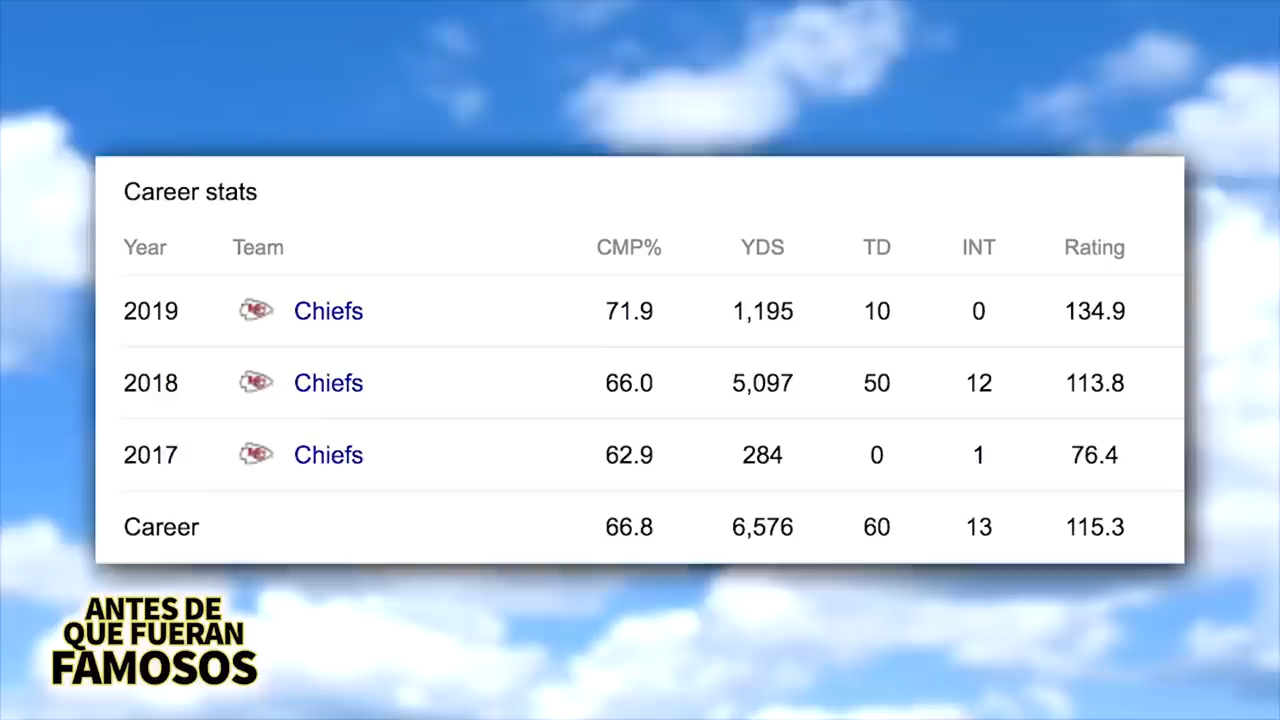 Career stats
Year Team CMP% YDS TD INT Rating
2019 Chiefs 71.9 1,195 10 0 134.9
2018 Chiefs 66.0 5,097 50 12 113.8
2017 Chiefs 62.9 284 0 1 76.4
Career 66.8 6,576 60 13 115.3
ANTES DE
QUE FUERAN
FAMOSOS